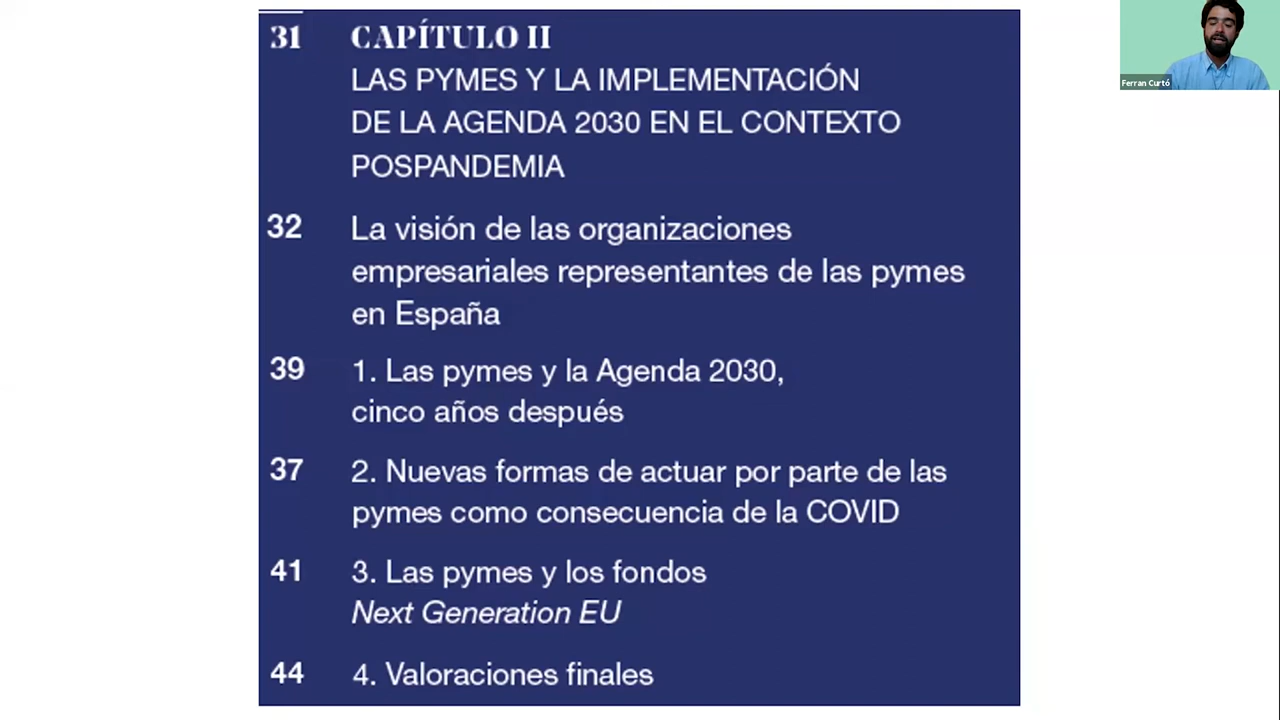 31 CAPÍTULO II
LAS PYMES Y LA IMPLEMENTACIÓN
DE LA AGENDA 2030 EN EL CONTEXTO
POSPANDEMIA
32 La visión de las organizaciones
empresariales representantes de las pymes
en España
39 1. Las pymes y la Agenda 2030,
cinco años después
37 2. Nuevas formas de actuar por parte de las
pymes como consecuencia de la COVID
41 3. Las pymes y los fondos
Next Generation EU
44 4. Valoraciones finales
Ferran Curtó